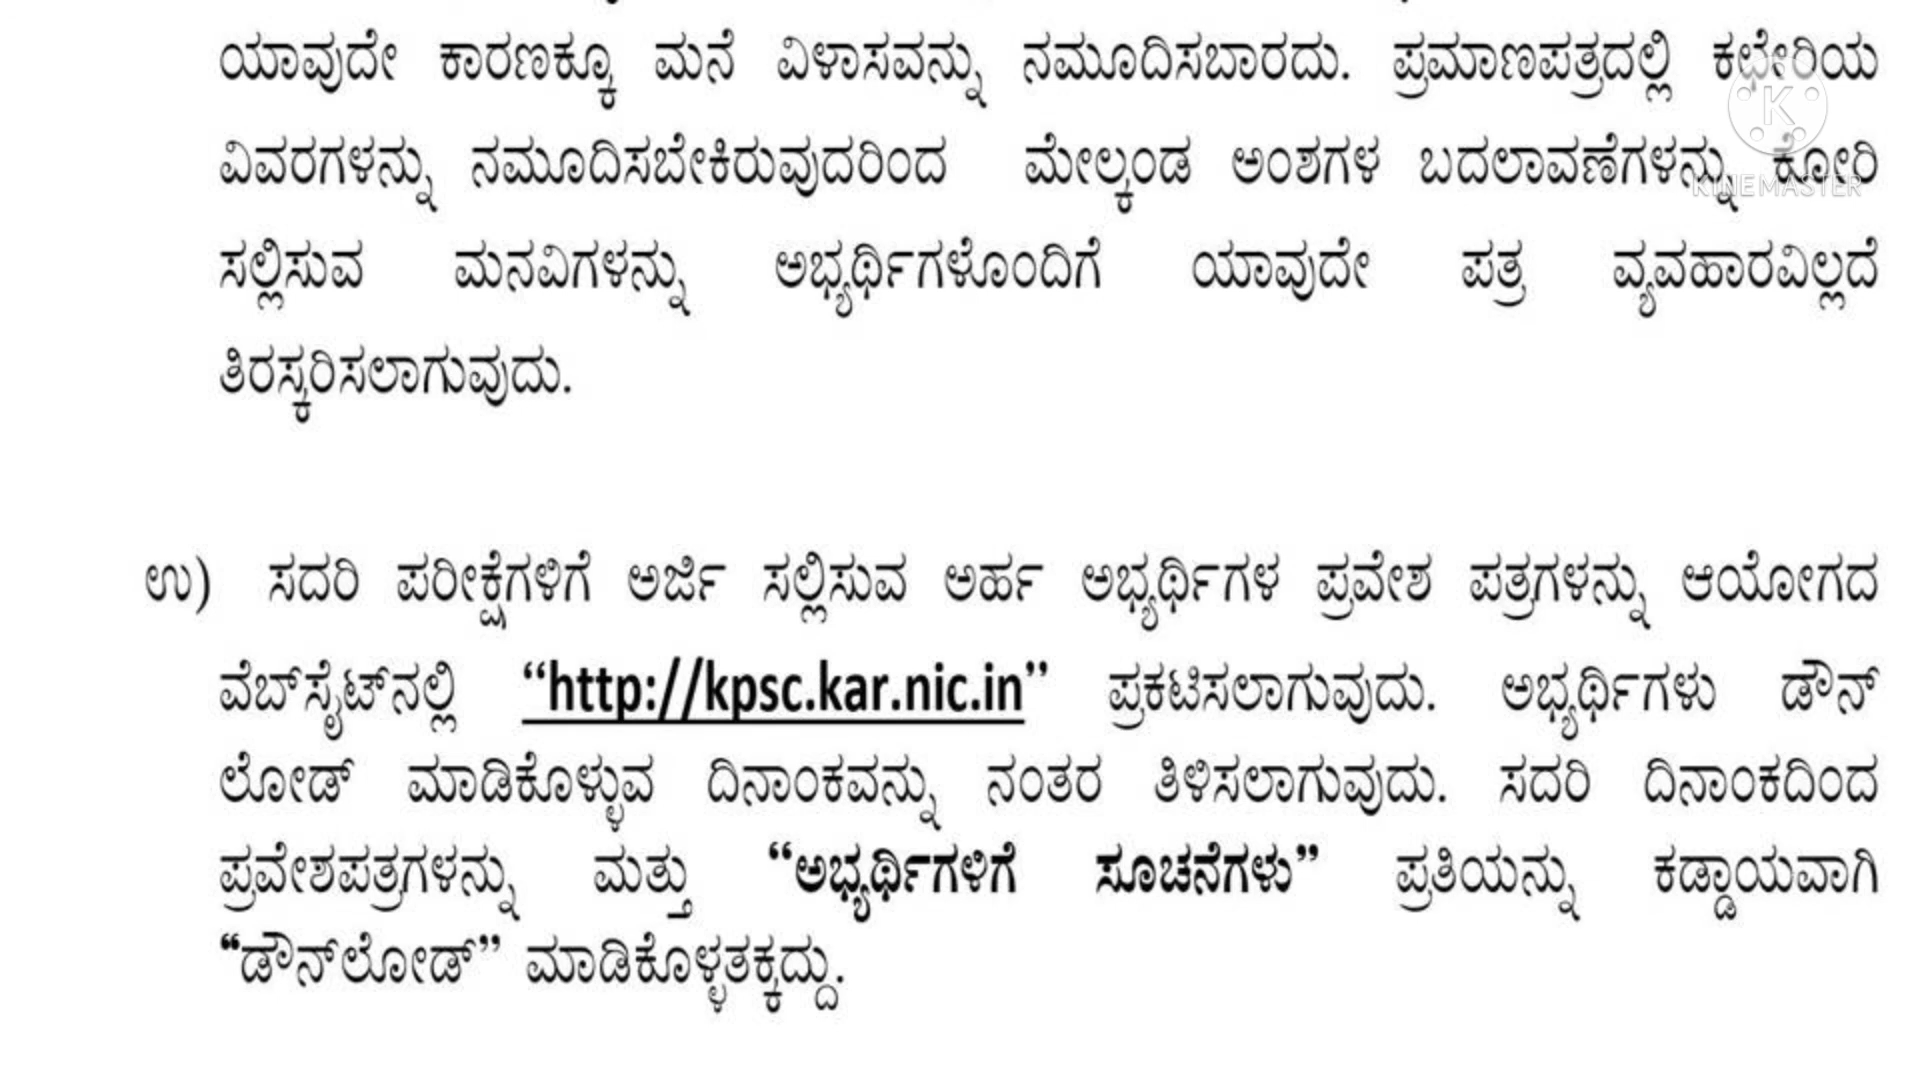 ಯಾವುದೇ ಕಾರಣಕ್ಕೂ ಮನೆ ವಿಳಾಸವನ್ನು ನಮೂದಿಸಬಾರದು. ಪ್ರಮಾಣಪತ್ರದಲ್ಲಿ ಕಛೇರಿಯ
ವಿವರಗಳನ್ನು ನಮೂದಿಸಬೇಕಿರುವುದರಿಂದ ಮೇಲ್ಕಂಡ ಅಂಶಗಳ ಬದಲಾವಣೆಗಳನ್ನು ಕೋರಿ
KINEMASTER
ಸಲ್ಲಿಸುವ ಮನವಿಗಳನ್ನು ಅಭ್ಯರ್ಥಿಗಳೊಂದಿಗೆ ಯಾವುದೇ ಪತ್ರ ವ್ಯವಹಾರವಿಲ್ಲದೆ
ತಿರಸ್ಕರಿಸಲಾಗುವುದು.
ಉ) ಸದರಿ ಪರೀಕ್ಷೆಗಳಿಗೆ ಅರ್ಜಿ ಸಲ್ಲಿಸುವ ಅರ್ಹ ಅಭ್ಯರ್ಥಿಗಳ ಪ್ರವೇಶ ಪತ್ರಗಳನ್ನು ಆಯೋಗದ
ವೆಬ್‌ಸೈಟ್‌ನಲ್ಲಿ “http://kpsc.kar.nic.in” ಪ್ರಕಟಿಸಲಾಗುವುದು. ಅಭ್ಯರ್ಥಿಗಳು ಡೌನ್
ಲೋಡ್ ಮಾಡಿಕೊಳ್ಳುವ ದಿನಾಂಕವನ್ನು ನಂತರ ತಿಳಿಸಲಾಗುವುದು. ಸದರಿ ದಿನಾಂಕದಿಂದ
ಪ್ರವೇಶಪತ್ರಗಳನ್ನು ಮತ್ತು “ಅಭ್ಯರ್ಥಿಗಳಿಗೆ ಸೂಚನೆಗಳು” ಪ್ರತಿಯನ್ನು ಕಡ್ಡಾಯವಾಗಿ
“ಡೌನ್‌ಲೋಡ್” ಮಾಡಿಕೊಳ್ಳತಕ್ಕದ್ದು.